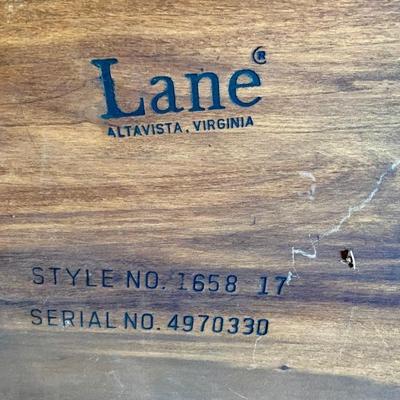 Lane®
ALTAVISTA, VIRGINIA
STYLE NO. 1658 17
SERIAL NO. 4970330